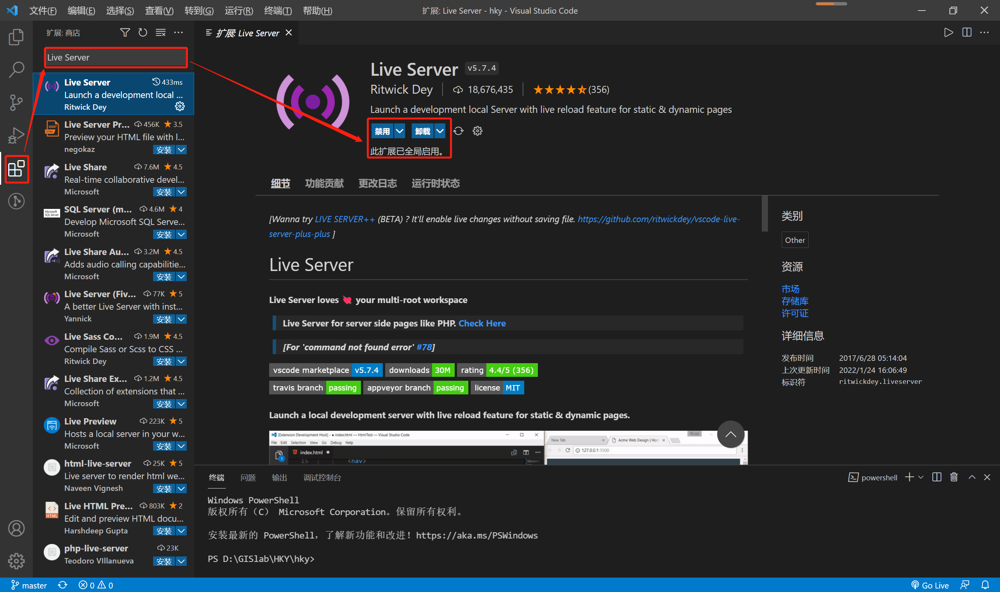 文件(F) 编辑(E) 选择(S) 查看(V) 转到(G) 运行(R) 终端(T) 帮助(H) 扩展: Live Server - hky - Visual Studio Code
扩展: 商店
Live Server
Live Server 433ms
Launch a development local ...
Ritwick Dey
Live Server Pr... 456K 3.5
Preview your HTML file with l...
negokaz 安装
Live Share 7.6M 4.5
Real-time collaborative devel...
Microsoft 安装
SQL Server (m... 4.6M 4
Microsoft SQL Server
Develop Microsoft SQL Serve...
Microsoft 安装
Live Share Au... 3.2M 4.5
Adds audio calling capabilitie...
Microsoft 安装
Live Server (Fiv... 77K 5
A better Live Server with inst...
Yannick 安装
Live Sass Co... 1.9M 4.5
Compile Sass or Scss to CSS ...
Ritwick Dey 安装
Live Share Ex... 1.2M 4.5
Collection of extensions that ...
Microsoft 安装
Live Preview 223K 5
Hosts a local server in your w...
Microsoft 安装
html-live-server 25K 5
Live server to render html we...
Naveen Vignesh 安装
Live HTML Pre... 803K 2
HTML
Edit and preview HTML docu...
Harshdeep Gupta 安装
php-live-server 23K
Teodoro VIllanueva 安装
扩展: Live Server
Live Server v5.7.4
Ritwick Dey 18,676,435 (356)
Launch a development local Server with live reload feature for static & dynamic pages
禁用 卸载
此扩展已全局启用。
细节 功能贡献 更改日志 运行时状态
[Wanna try LIVE SERVER++ (BETA) ? It'll enable live changes without saving file. https://github.com/ritwickdey/vscode-live-
server-plus-plus ]
Live Server
Live Server loves 💘 your multi-root workspace
Live Server for server side pages like PHP. Check Here
[For 'command not found error' #78]
vscode marketplace v5.7.4 downloads 30M rating 4.4/5 (356)
travis branch passing appveyor branch passing license MIT
Launch a local development server with live reload feature for static & dynamic pages.
[Extension Development Host] - • index.html — HtmlTest — Visual Studio Code
File Edit Selection View Go Debug Help
index.html
1
15 <nav>
New Tab Acme Web Design | Hom
127.0.0.1:3500
类别
Other
资源
市场
存储库
许可证
详细信息
发布时间 2017/6/28 05:14:04
上次更新时间 2022/1/24 16:06:49
标识符 ritwickdey.liveserver
终端 问题 输出 调试控制台 powershell
Windows PowerShell
版权所有（C） Microsoft Corporation。保留所有权利。
安装最新的 PowerShell，了解新功能和改进！https://aka.ms/PSWindows
PS D:\GISlab\HKY\hky>
master 0 0 Go Live